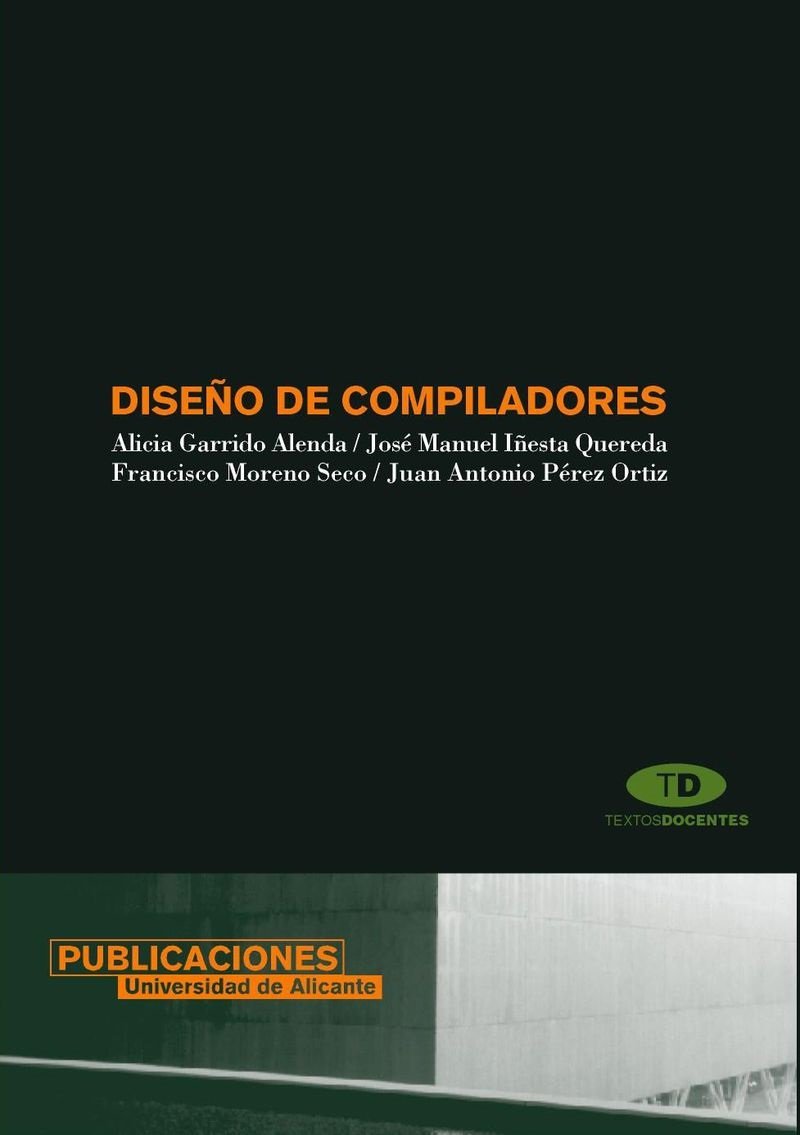 DISEÑO DE COMPILADORES
Alicia Garrido Alenda / José Manuel Iñesta Quereda
Francisco Moreno Seco / Juan Antonio Pérez Ortiz
TD
TEXTOSDOCENTES
PUBLICACIONES
Universidad de Alicante